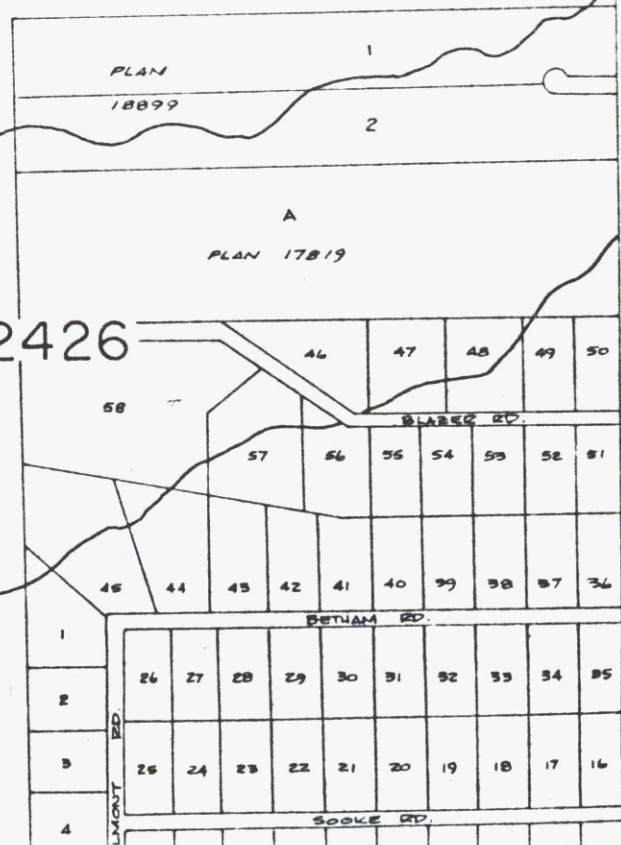 1
PLAN
18899
2
A
PLAN 17819
2426
46 47 48 49 50
58
BLAZER RD.
57 56 55 54 53 52 51
45 44 43 42 41 40 39 38 37 36
BETHAM RD.
1
26 27 28 29 30 31 32 33 34 35
2
RD
3
25 24 23 22 21 20 19 18 17 16
LMONT
SOOKE RD.
4